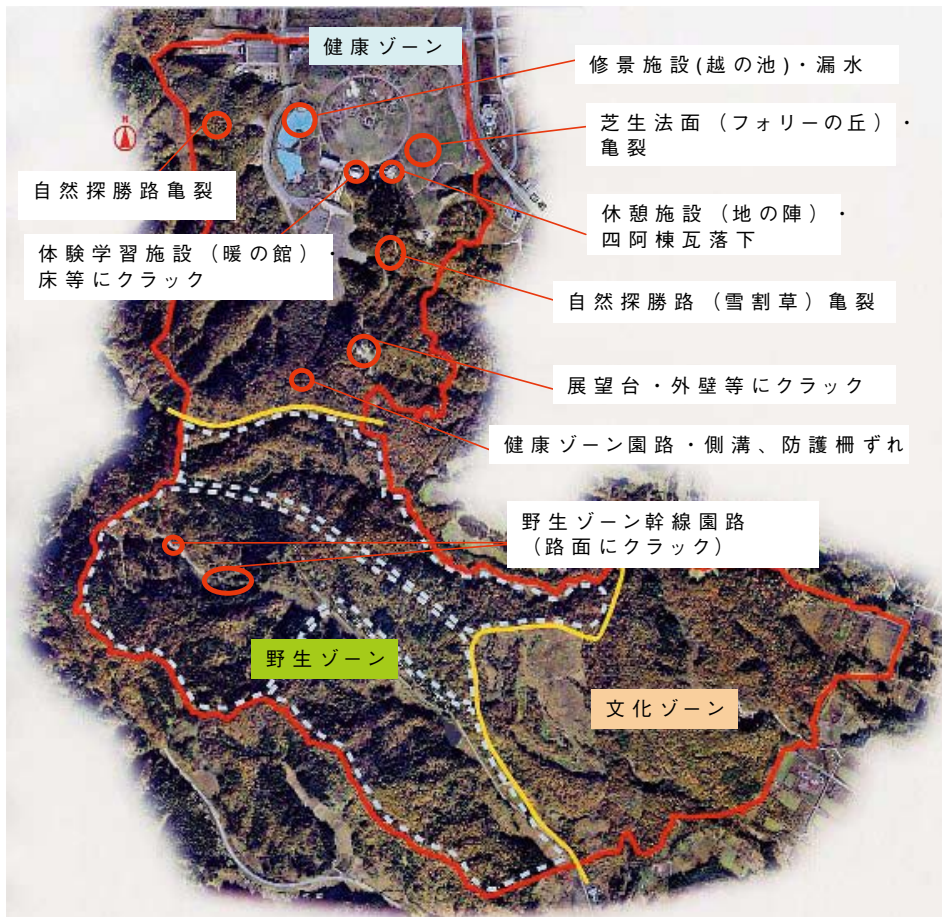 健康ゾーン
修景施設(越の池)・漏水
芝生法面（フォリーの丘）・
亀裂
自然探勝路亀裂
休憩施設（地の陣）・
四阿棟瓦落下
体験学習施設（暖の館）・
床等にクラック
自然探勝路（雪割草）亀裂
展望台・外壁等にクラック
健康ゾーン園路・側溝、防護柵ずれ
野生ゾーン幹線園路
（路面にクラック）
野生ゾーン
文化ゾーン